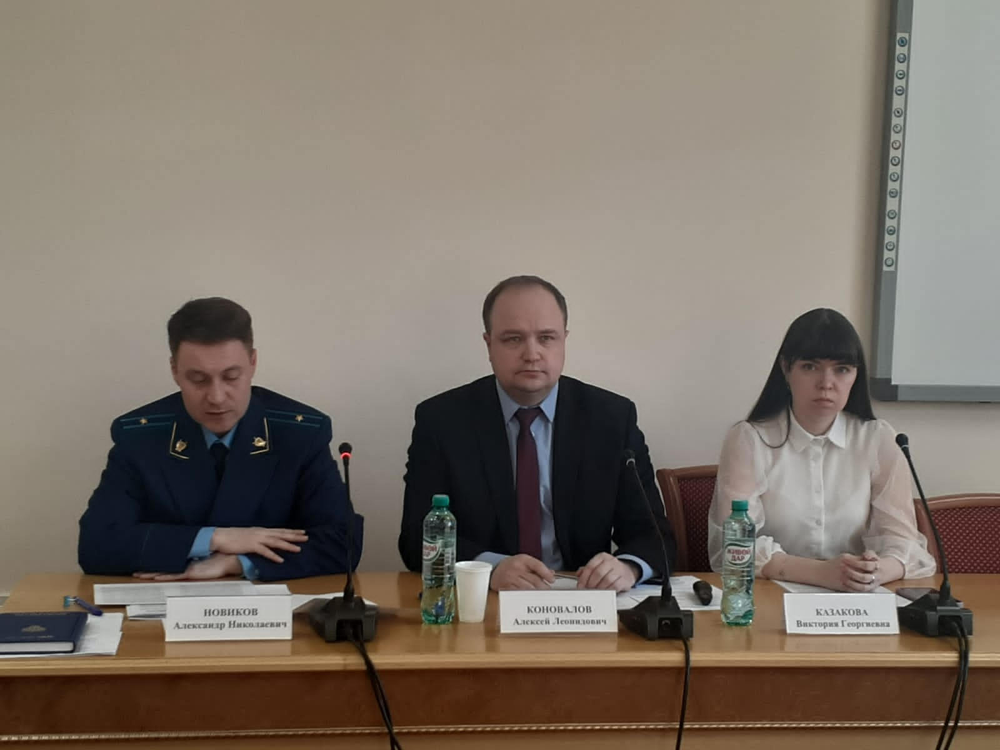 НОВИКОВ
Александр Николаевич
ЖИВОЙ
ДАР
КОНОВАЛОВ
Алексей Леонидович
ЖИВОЙ
ДАР
КАЗАКОВА
Виктория Георгиевна